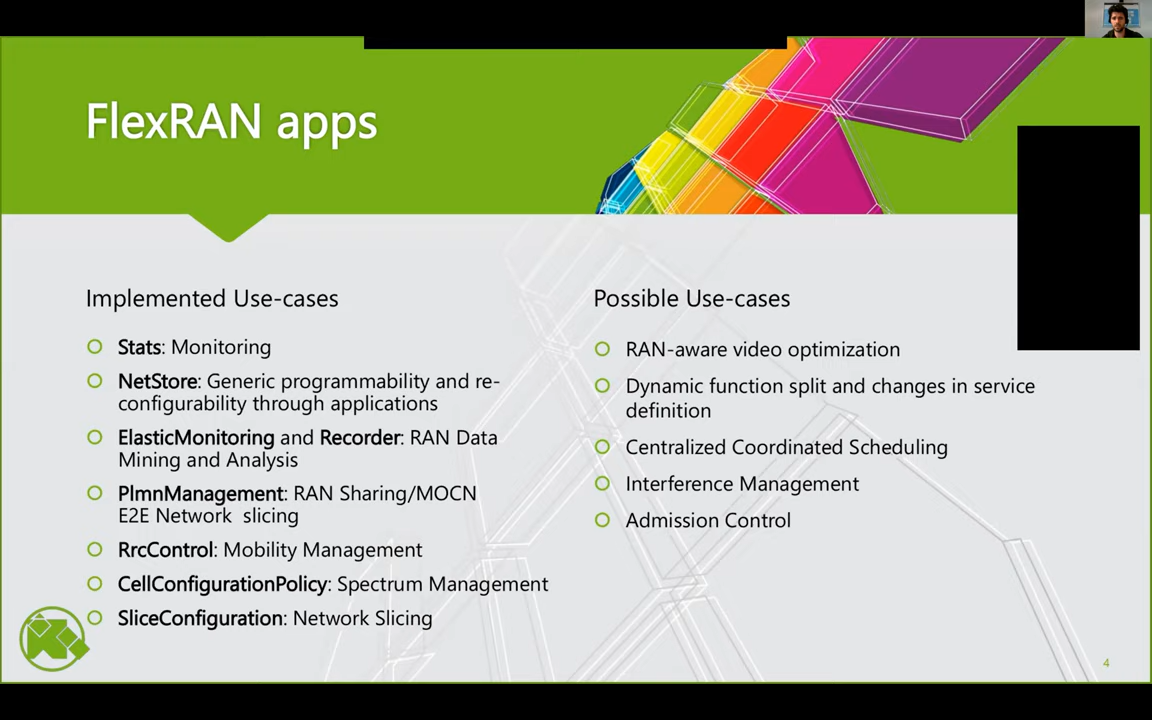 FlexRAN apps
Implemented Use-cases
Stats: Monitoring
NetStore: Generic programmability and re-
configurability through applications
ElasticMonitoring and Recorder: RAN Data
Mining and Analysis
PlmnManagement: RAN Sharing/MOCN
E2E Network slicing
RrcControl: Mobility Management
CellConfigurationPolicy: Spectrum Management
SliceConfiguration: Network Slicing
Possible Use-cases
RAN-aware video optimization
Dynamic function split and changes in service
definition
Centralized Coordinated Scheduling
Interference Management
Admission Control
4